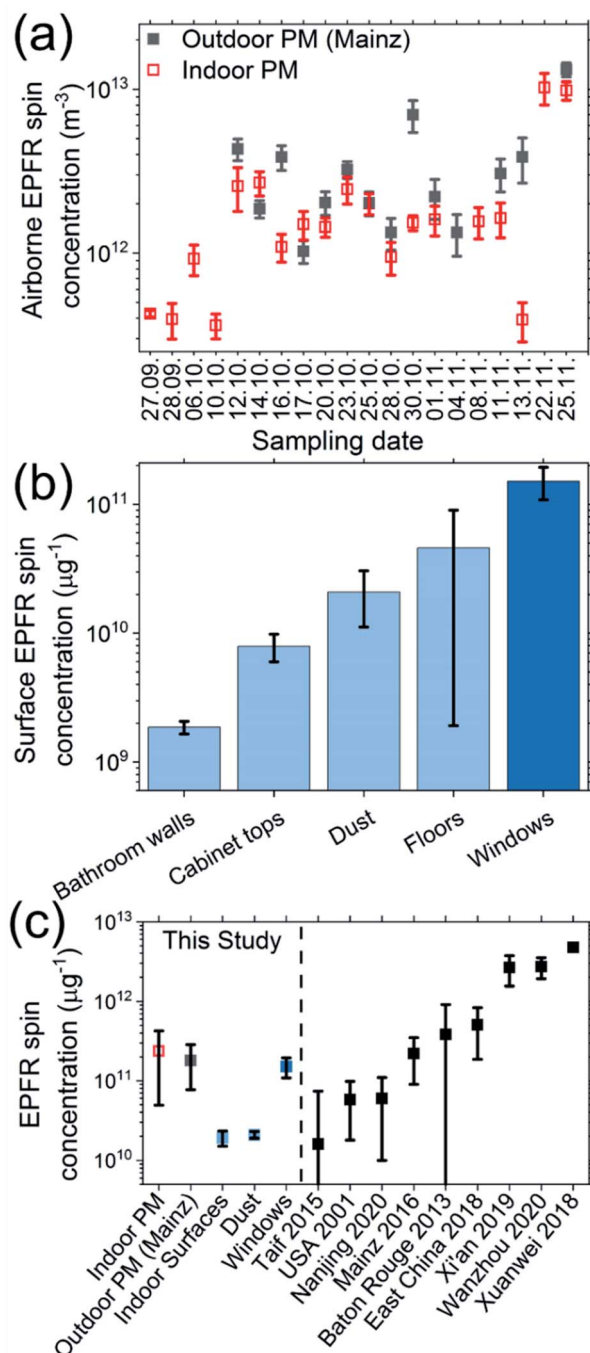 (a)
Outdoor PM (Mainz)
Indoor PM
Airborne EPFR spin
concentration (m⁻³)
10¹³
10¹²
27.09.
28.09.
06.10.
10.10.
12.10.
14.10.
16.10.
17.10.
20.10.
23.10.
25.10.
28.10.
30.10.
01.11.
04.11.
08.11.
11.11.
13.11.
22.11.
25.11.
Sampling date
(b)
Surface EPFR spin
concentration (μg⁻¹)
10¹¹
10¹⁰
10⁹
Bathroom walls
Cabinet tops
Dust
Floors
Windows
(c)
This Study
EPFR spin
concentration (μg⁻¹)
10¹³
10¹²
10¹¹
10¹⁰
Indoor PM
Outdoor PM (Mainz)
Indoor Surfaces
Dust
Windows
Taif 2015
USA 2001
Nanjing 2020
Mainz 2016
Baton Rouge 2013
East China 2018
Xi'an 2019
Wanzhou 2020
Xuanwei 2018